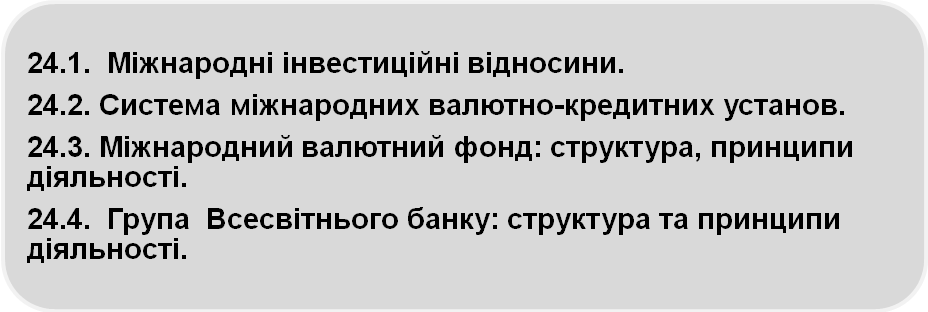 24.1.  Міжнародні інвестиційні відносини.
24.2. Система міжнародних валютно-кредитних установ.
24.3. Міжнародний валютний фонд: структура, принципи
діяльності.
24.4.  Група  Всесвітнього банку: структура та принципи
діяльності.